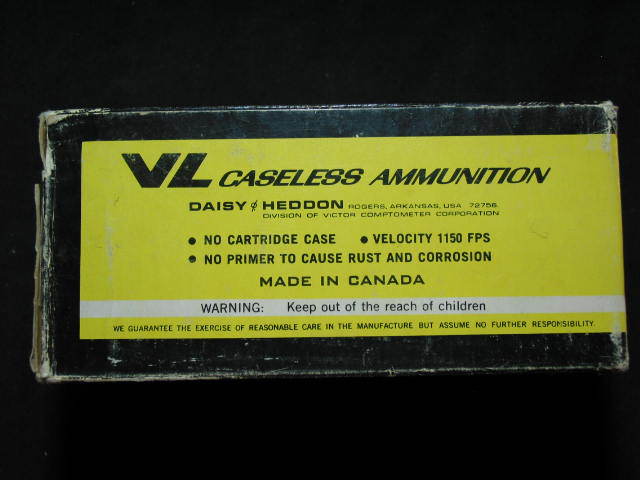 VL CASELESS AMMUNITION
DAISY ¢ HEDDON ROGERS, ARKANSAS, USA 72756
DIVISION OF VICTOR COMPTOMETER CORPORATION
● NO CARTRIDGE CASE ● VELOCITY 1150 FPS
● NO PRIMER TO CAUSE RUST AND CORROSION
MADE IN CANADA
WARNING: Keep out of the reach of children
WE GUARANTEE THE EXERCISE OF REASONABLE CARE IN THE MANUFACTURE BUT ASSUME NO FURTHER RESPONSIBILITY.